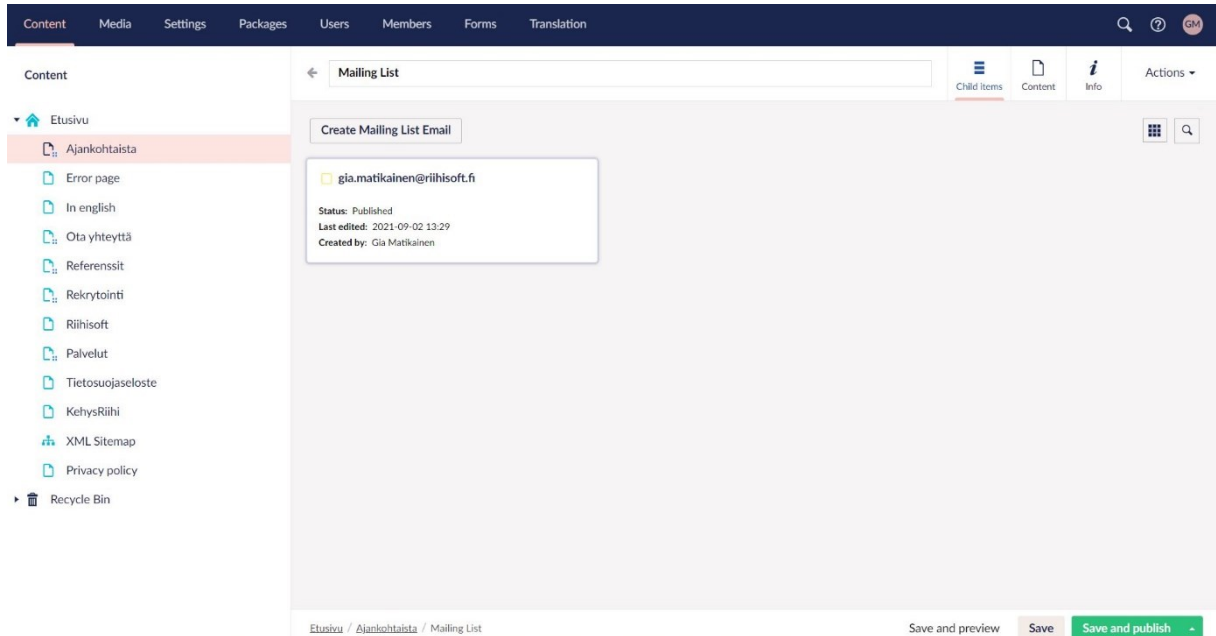 Content Media Settings Packages Users Members Forms Translation GM
Content
Mailing List
Child items Content Info Actions
Etusivu
Ajankohtaista
Error page
In english
Ota yhteyttä
Referenssit
Rekrytointi
Riihisoft
Palvelut
Tietosuojaseloste
KehysRiihi
XML Sitemap
Privacy policy
Recycle Bin
Create Mailing List Email
gia.matikainen@riihisoft.fi
Status: Published
Last edited: 2021-09-02 13:29
Created by: Gia Matikainen
Etusivu / Ajankohtaista / Mailing List Save and preview Save Save and publish